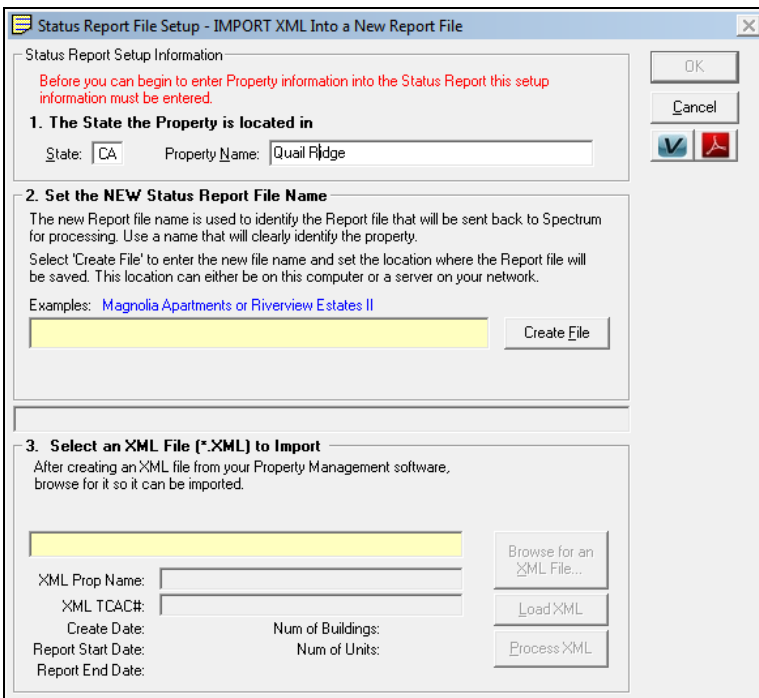 Status Report File Setup - IMPORT XML Into a New Report File
Status Report Setup Information
OK
Before you can begin to enter Property information into the Status Report this setup
information must be entered.
Cancel
1. The State the Property is located in
State: CA Property Name: Quail Ridge
2. Set the NEW Status Report File Name
The new Report file name is used to identify the Report file that will be sent back to Spectrum
for processing. Use a name that will clearly identify the property.
Select 'Create File' to enter the new file name and set the location where the Report file will
be saved. This location can either be on this computer or a server on your network.
Examples: Magnolia Apartments or Riverview Estates II
Create File
3. Select an XML File (*.XML) to Import
After creating an XML file from your Property Management software,
browse for it so it can be imported.
Browse for an
XML File...
XML Prop Name:
XML TCAC#:
Load XML
Create Date: Num of Buildings:
Report Start Date: Num of Units:
Process XML
Report End Date: